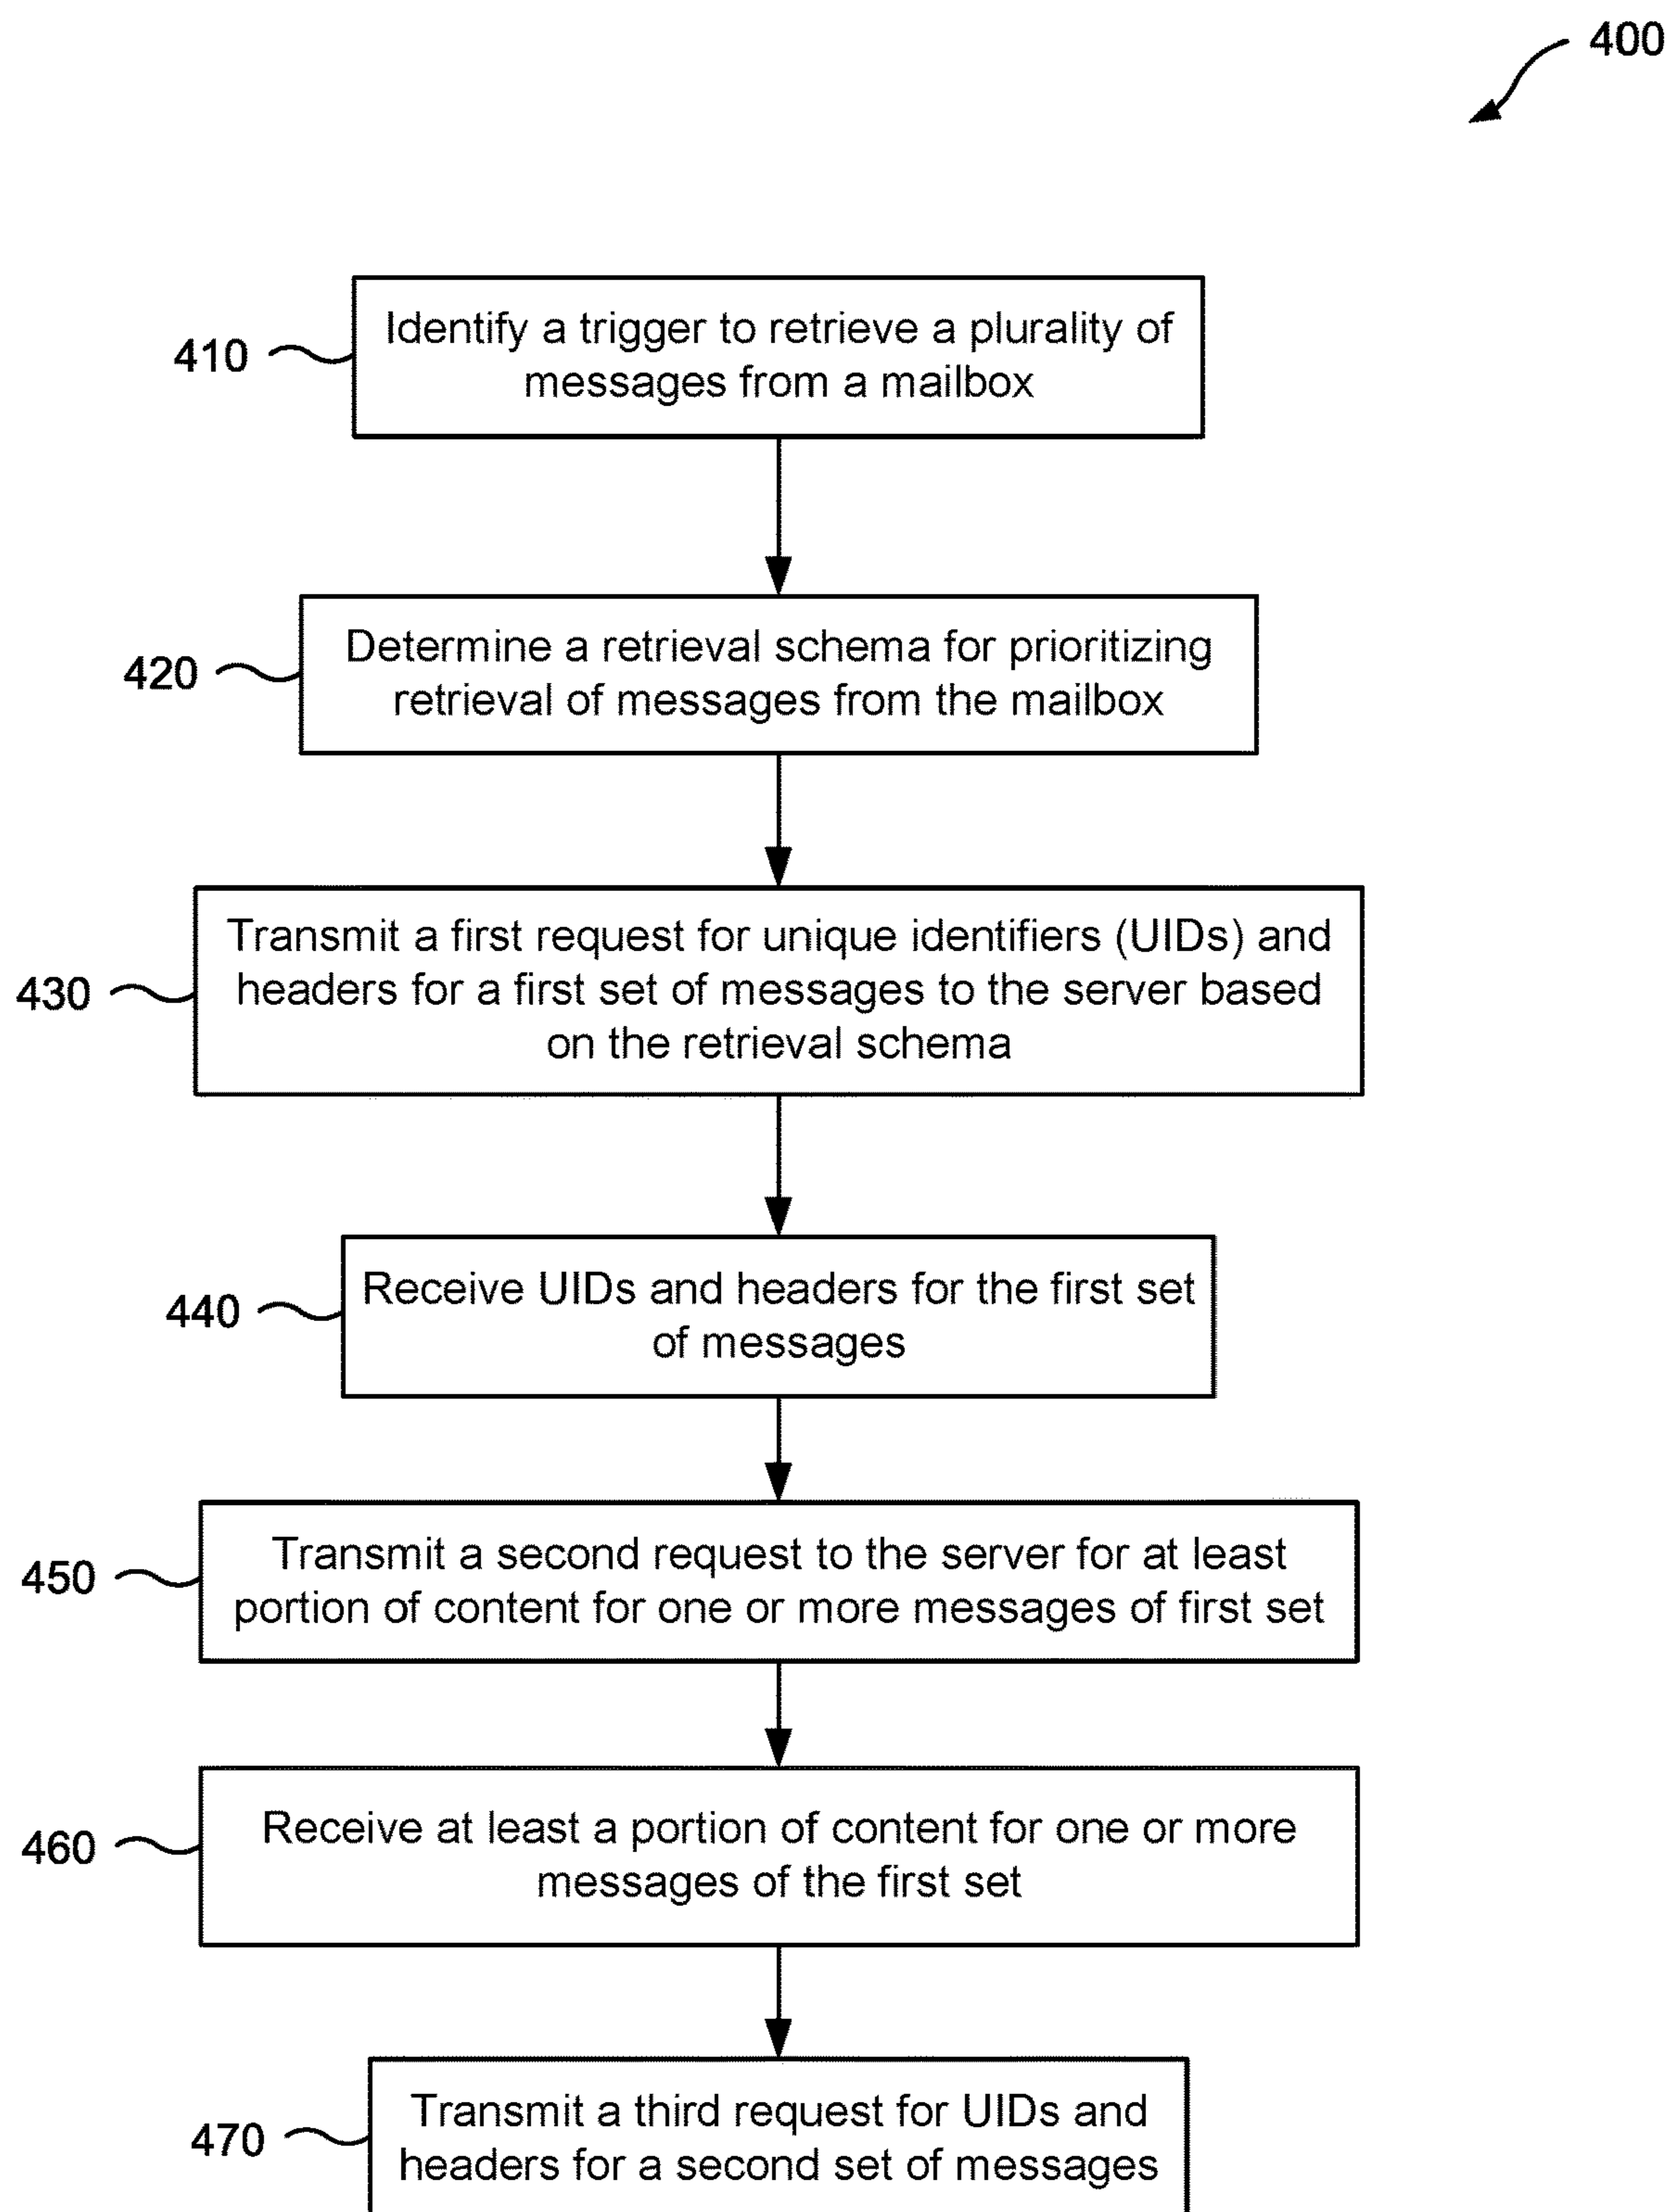 400
410
Identify a trigger to retrieve a plurality of
messages from a mailbox
420
Determine a retrieval schema for prioritizing
retrieval of messages from the mailbox
430
Transmit a first request for unique identifiers (UIDs) and
headers for a first set of messages to the server based
on the retrieval schema
440
Receive UIDs and headers for the first set
of messages
450
Transmit a second request to the server for at least
portion of content for one or more messages of first set
460
Receive at least a portion of content for one or more
messages of the first set
470
Transmit a third request for UIDs and
headers for a second set of messages